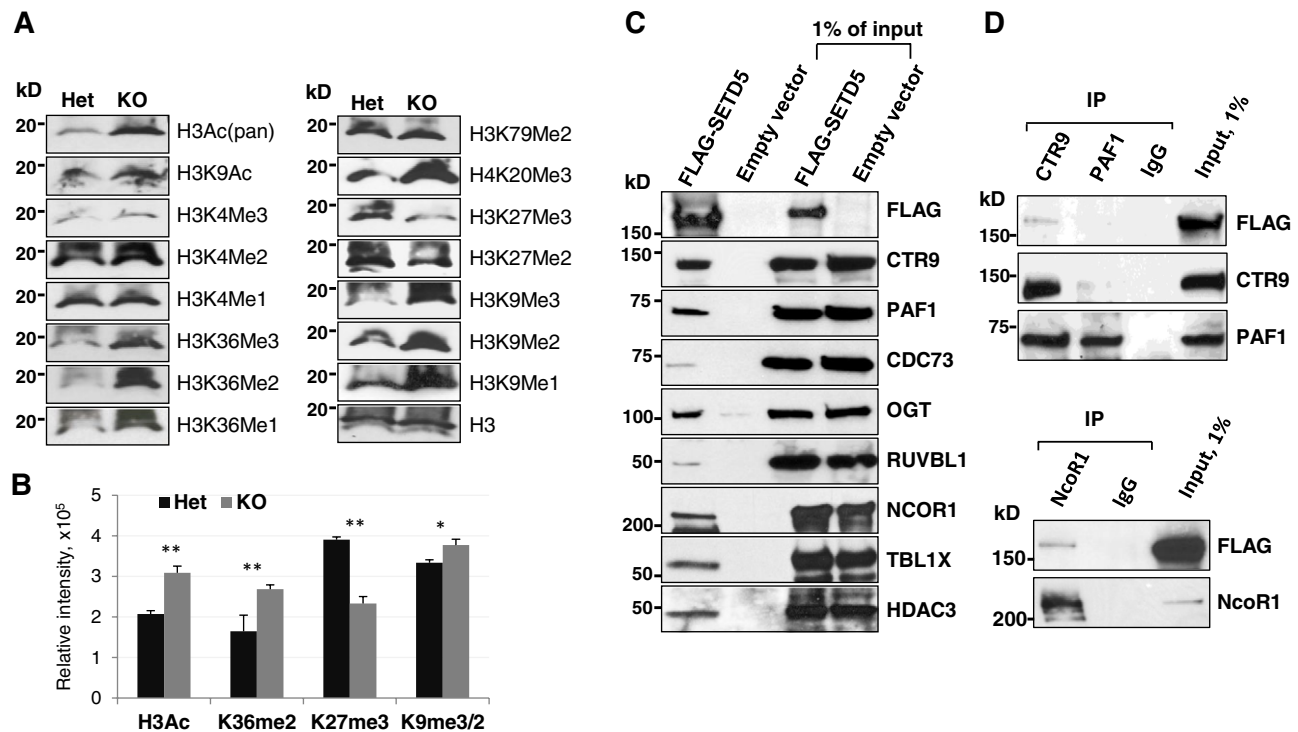 A
kD
Het KO
20 H3Ac(pan)
20 H3K9Ac
20 H3K4Me3
20 H3K4Me2
20 H3K4Me1
20 H3K36Me3
20 H3K36Me2
20 H3K36Me1
kD
Het KO
20 H3K79Me2
20 H4K20Me3
20 H3K27Me3
20 H3K27Me2
20 H3K9Me3
20 H3K9Me2
20 H3K9Me1
20 H3
B
Relative intensity, x10⁵
5
4
3
2
1
0
Het KO
**
**
**
*
H3Ac K36me2 K27me3 K9me3/2
C
1% of input
FLAG-SETD5
Empty vector
FLAG-SETD5
Empty vector
kD
150 FLAG
150 CTR9
75 PAF1
75 CDC73
100 OGT
50 RUVBL1
200 NCOR1
50 TBL1X
50 HDAC3
D
IP
CTR9
PAF1
IgG
Input, 1%
kD
150 FLAG
150 CTR9
75 PAF1
IP
NcoR1
IgG
Input, 1%
kD
150 FLAG
200 NcoR1